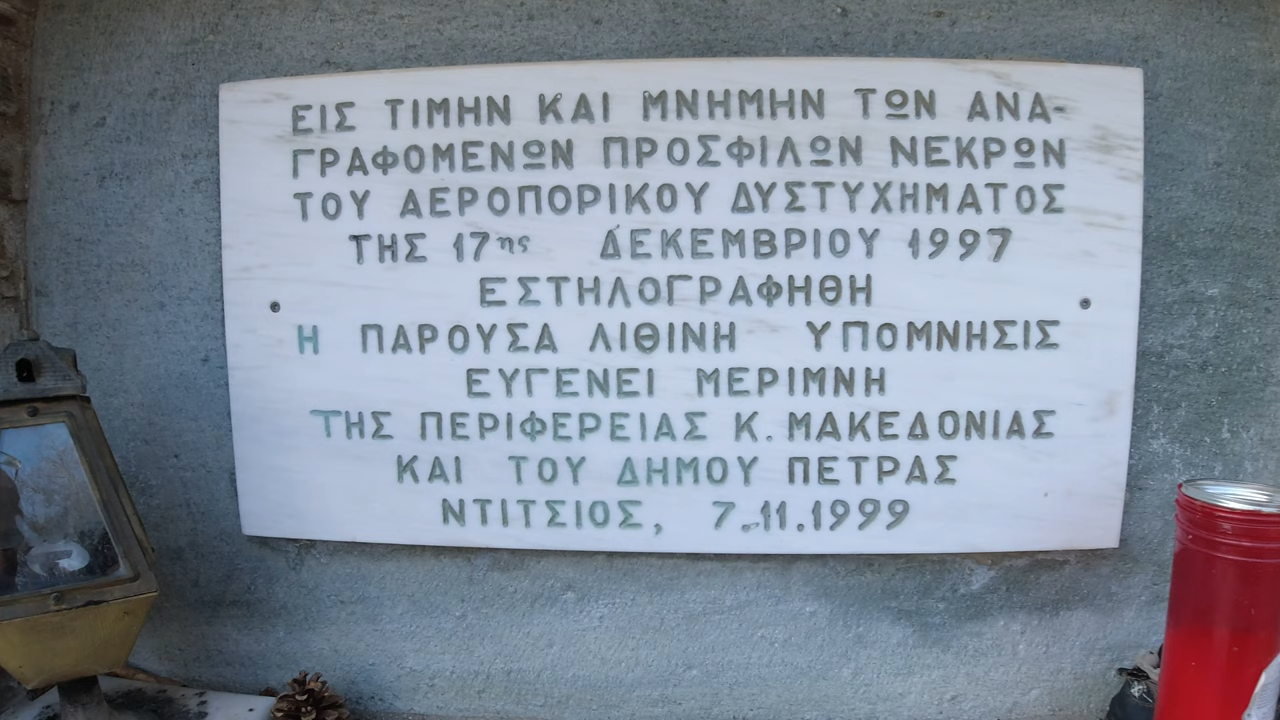 ΕΙΣ ΤΙΜΗΝ ΚΑΙ ΜΝΗΜΗΝ ΤΩΝ ΑΝΑ-
ΓΡΑΦΟΜΕΝΩΝ ΠΡΟΣΦΙΛΩΝ ΝΕΚΡΩΝ
ΤΟΥ ΑΕΡΟΠΟΡΙΚΟΥ ΔΥΣΤΥΧΗΜΑΤΟΣ
ΤΗΣ 17ης ΔΕΚΕΜΒΡΙΟΥ 1997
ΕΣΤΗΛΟΓΡΑΦΗΘΗ
Η ΠΑΡΟΥΣΑ ΛΙΘΙΝΗ ΥΠΟΜΝΗΣΙΣ
ΕΥΓΕΝΕΙ ΜΕΡΙΜΝΗ
ΤΗΣ ΠΕΡΙΦΕΡΕΙΑΣ Κ. ΜΑΚΕΔΟΝΙΑΣ
ΚΑΙ ΤΟΥ ΔΗΜΟΥ ΠΕΤΡΑΣ
ΝΤΙΤΣΙΟΣ, 7.11.1999